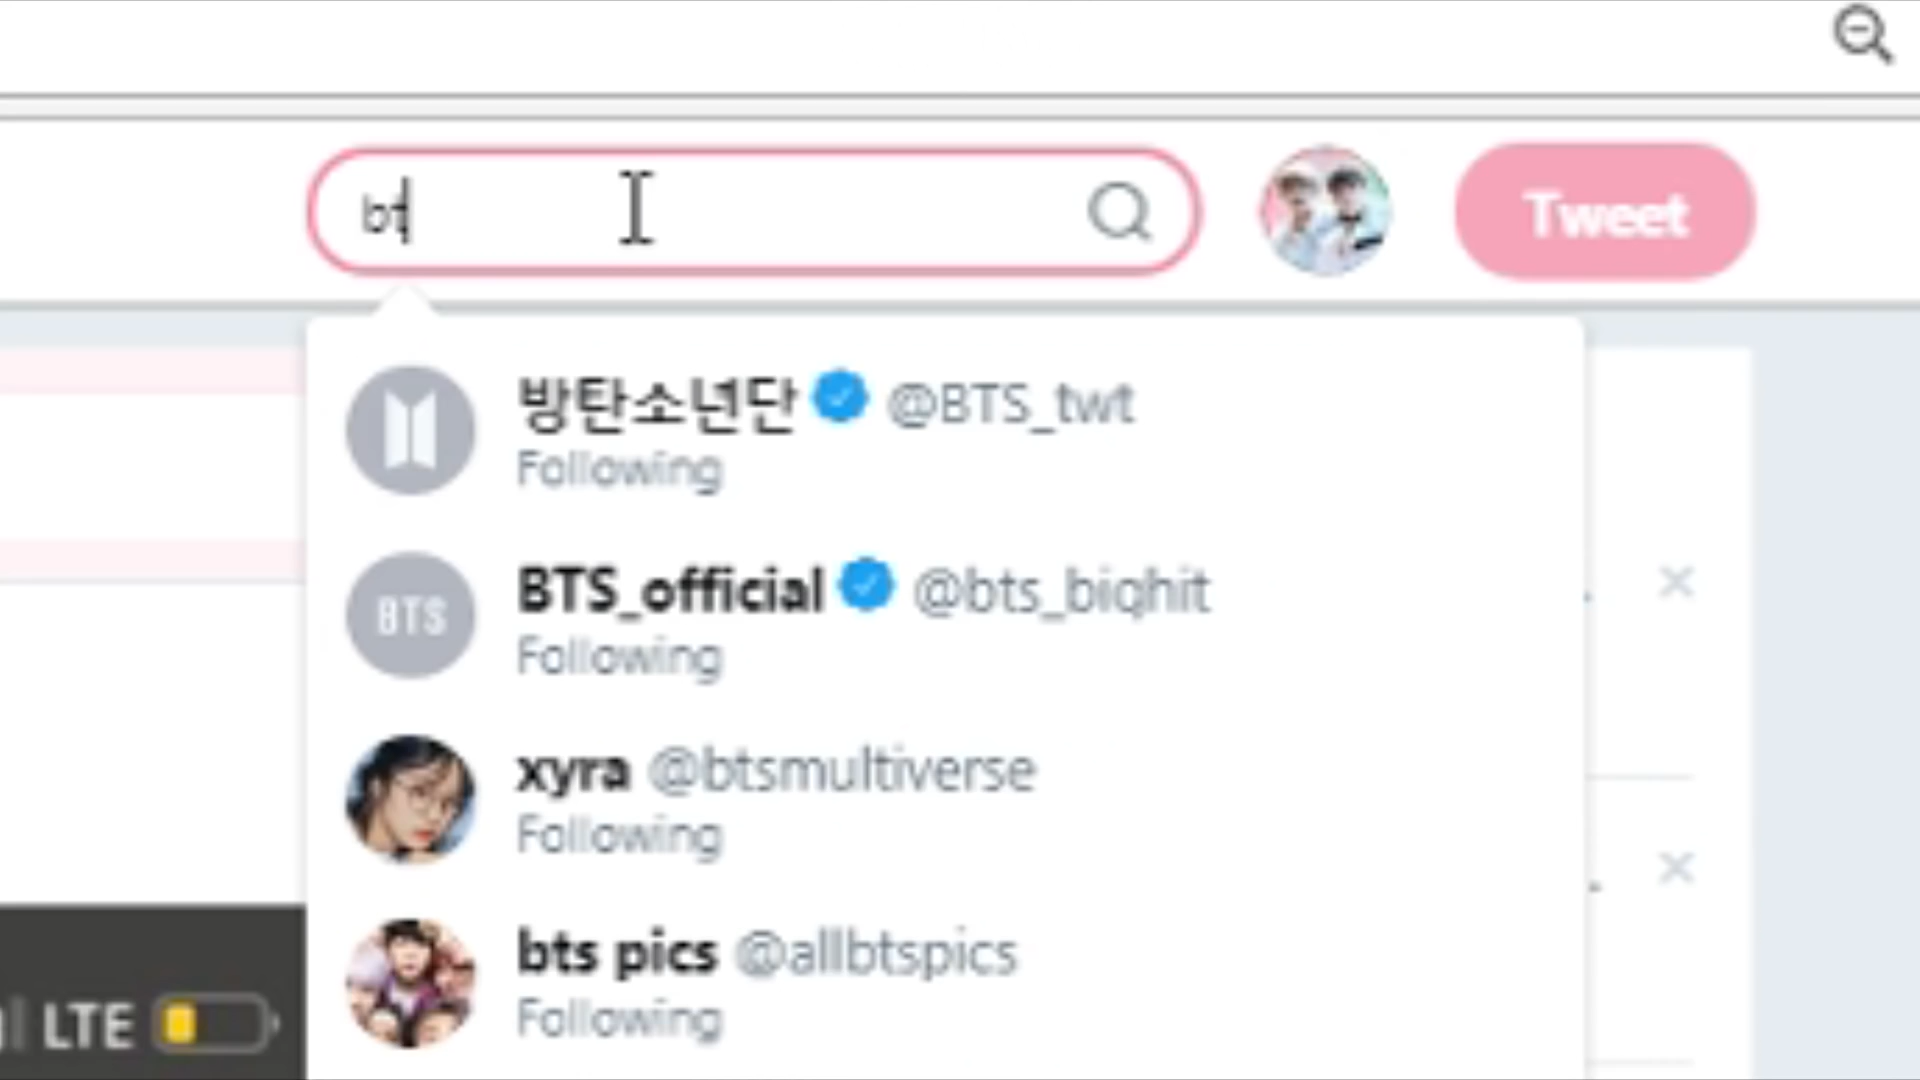 bt
Tweet
방탄소년단 @BTS_twt
Following
BTS
BTS_official @bts_bighit
Following
xyra @btsmultiverse
Following
bts pics @allbtspics
Following
LTE